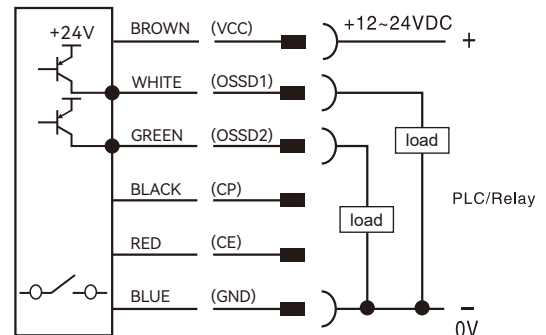 +24V
BROWN (VCC) +12~24VDC +
WHITE (OSSD1)
load
GREEN (OSSD2)
BLACK (CP)
PLC/Relay
load
RED (CE)
BLUE (GND) −
0V